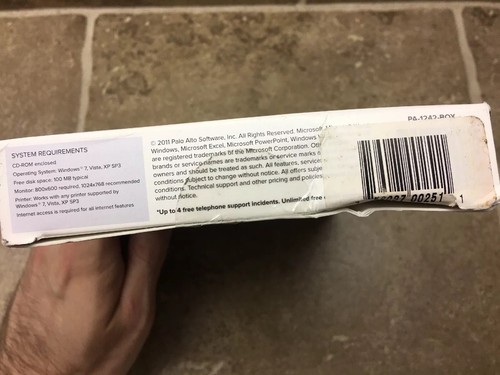 SYSTEM REQUIREMENTS
CD-ROM enclosed
Operating System: Windows® 7, Vista, XP SP3
Free disk space: 100 MB typical
Monitor: 800x600 required, 1024x768 recommended
Printer: Works with any printer supported by
Windows® 7, Vista, XP SP3
Internet access is required for all internet features
© 2011 Palo Alto Software, Inc. All Rights Reserved. Microsoft
Windows, Microsoft Excel, Microsoft PowerPoint, Windows
are registered trademarks of the Microsoft Corporation.
brands or service names are trademarks or service marks
owners and should be treated as such. All features, services
conditions subject to change without notice. All offers
conditions. Technical support and other pricing and policies
without notice.
*Up to 4 free telephone support incidents. Unlimited free
PA-1242-BOX
00251 1